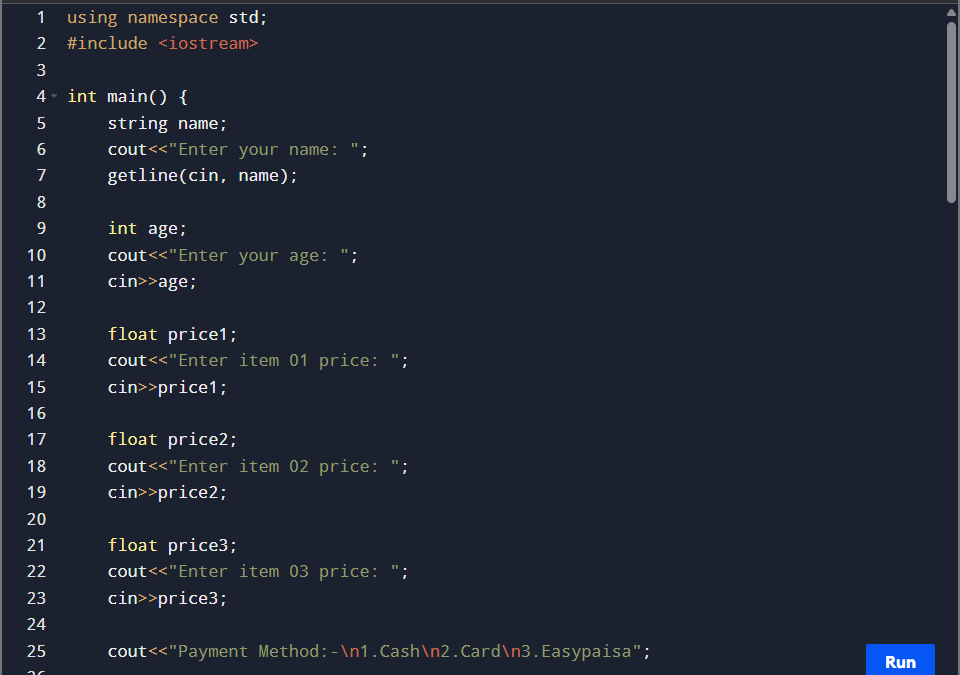 1 using namespace std;
2 #include <iostream>
3
4 int main() {
5     string name;
6     cout<<"Enter your name: ";
7     getline(cin, name);
8
9     int age;
10     cout<<"Enter your age: ";
11     cin>>age;
12
13     float price1;
14     cout<<"Enter item 01 price: ";
15     cin>>price1;
16
17     float price2;
18     cout<<"Enter item 02 price: ";
19     cin>>price2;
20
21     float price3;
22     cout<<"Enter item 03 price: ";
23     cin>>price3;
24
25     cout<<"Payment Method:-\n1.Cash\n2.Card\n3.Easypaisa";
Run